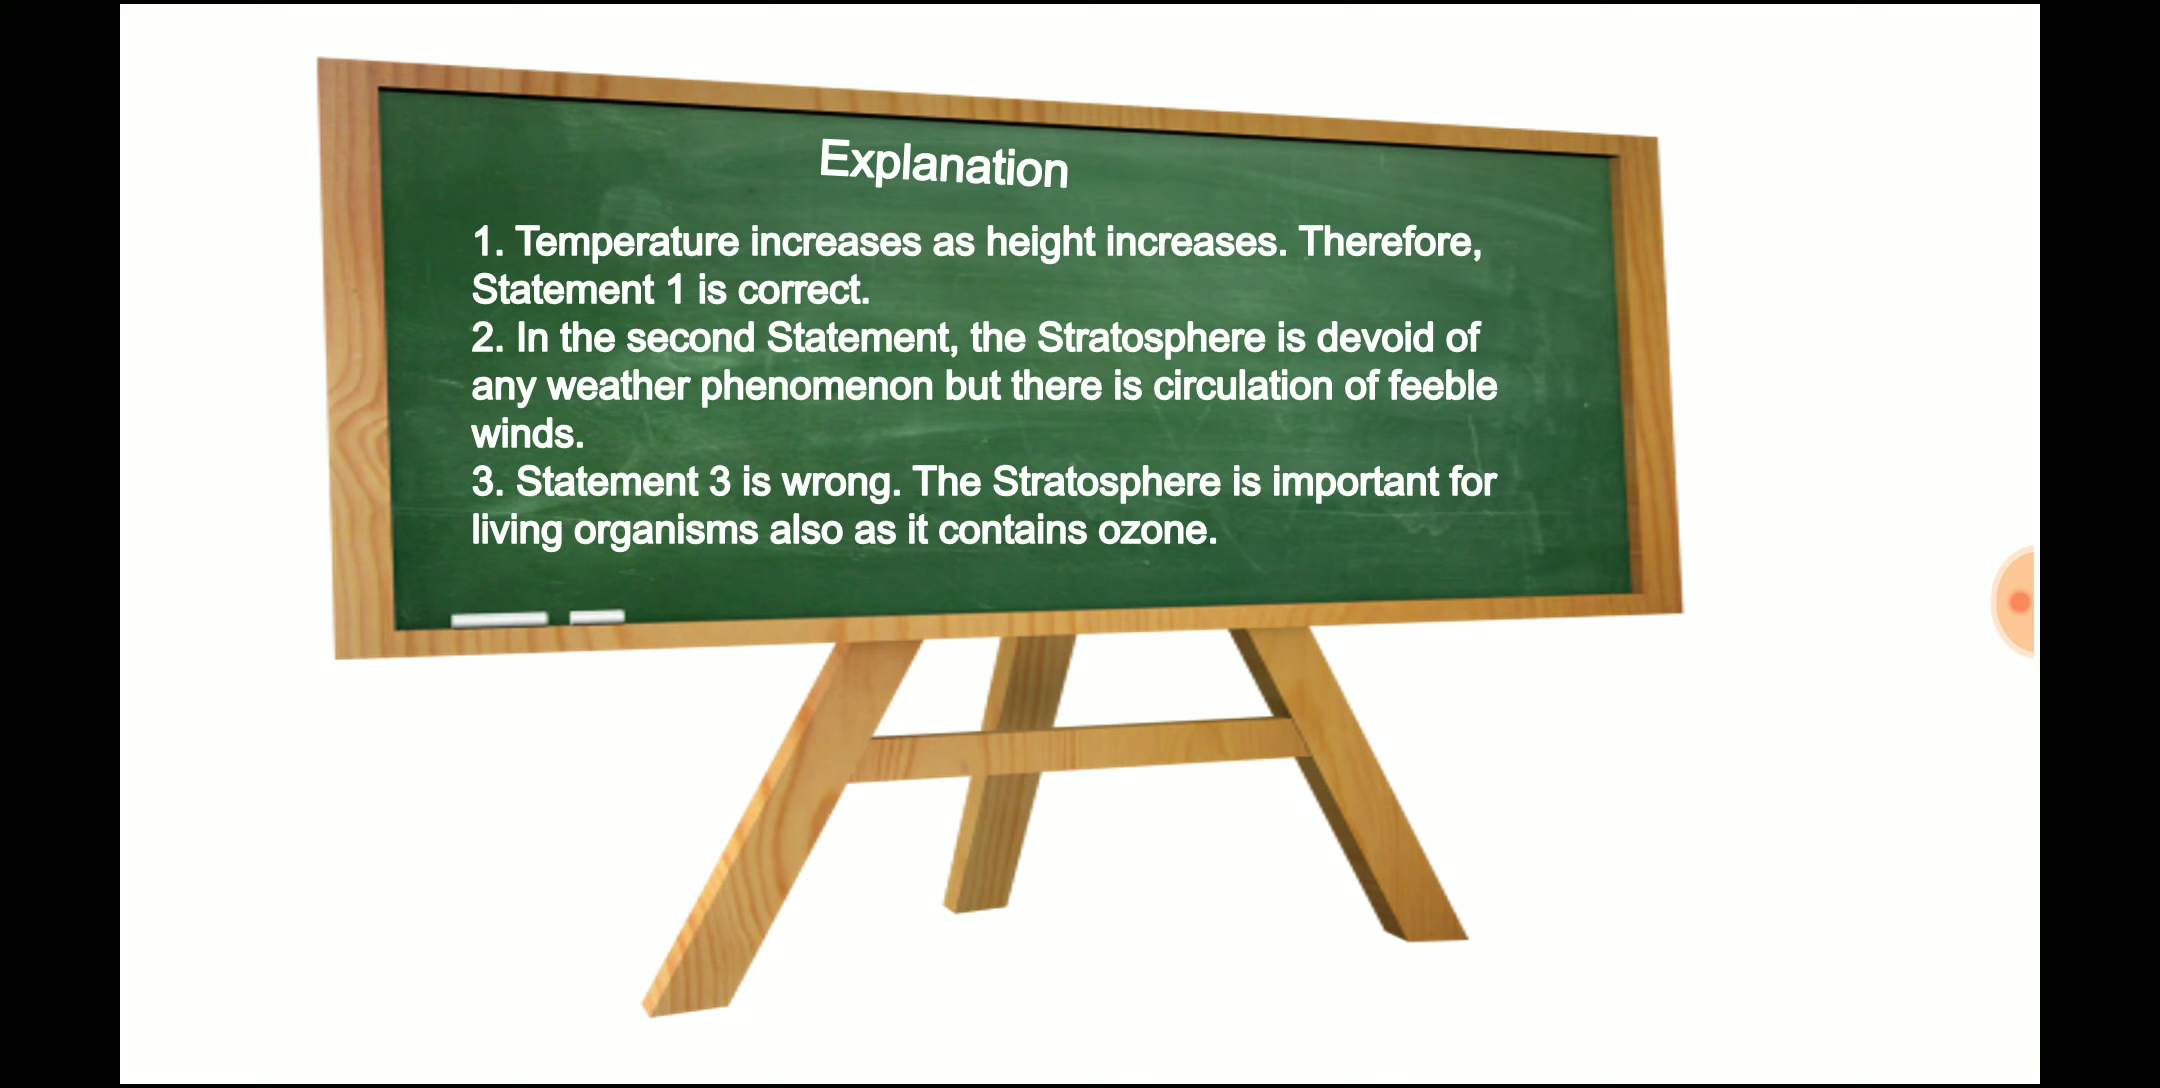 Explanation
1. Temperature increases as height increases. Therefore,
Statement 1 is correct.
2. In the second Statement, the Stratosphere is devoid of
any weather phenomenon but there is circulation of feeble
winds.
3. Statement 3 is wrong. The Stratosphere is important for
living organisms also as it contains ozone.